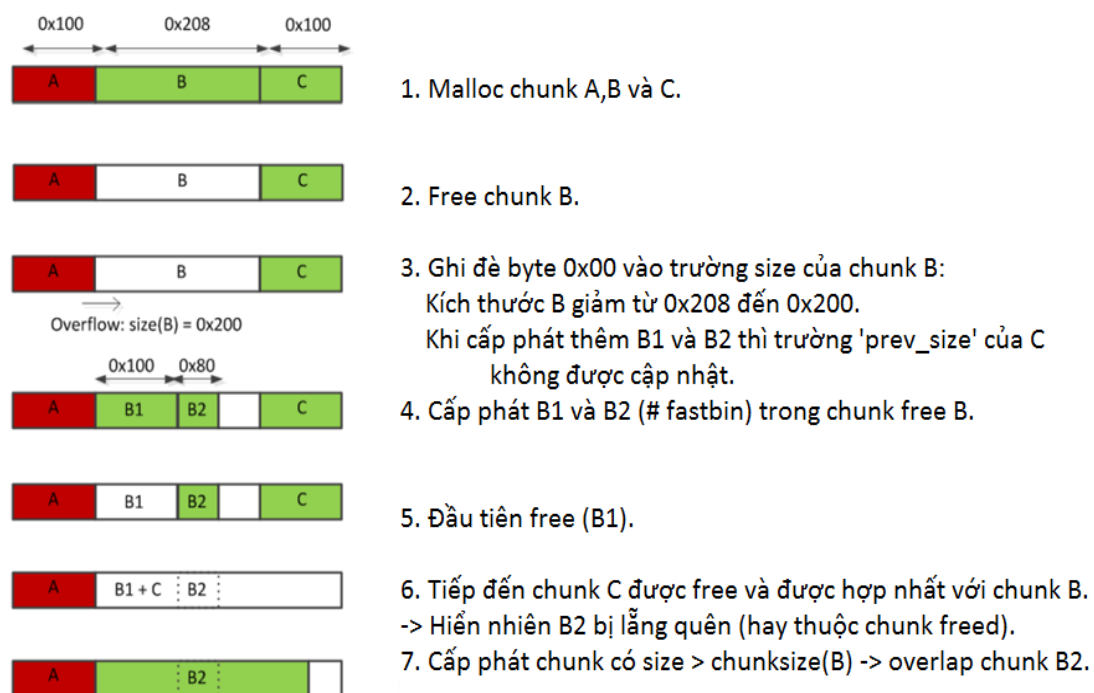 0x100 0x208 0x100
A B C
1. Malloc chunk A,B và C.
A B C
2. Free chunk B.
A B C
Overflow: size(B) = 0x200
3. Ghi đè byte 0x00 vào trường size của chunk B:
Kích thước B giảm từ 0x208 đến 0x200.
Khi cấp phát thêm B1 và B2 thì trường 'prev_size' của C
không được cập nhật.
0x100 0x80
A B1 B2 C
4. Cấp phát B1 và B2 (# fastbin) trong chunk free B.
A B1 B2 C
5. Đầu tiên free (B1).
A B1 + C B2
6. Tiếp đến chunk C được free và được hợp nhất với chunk B.
-> Hiển nhiên B2 bị lẵng quên (hay thuộc chunk freed).
7. Cấp phát chunk có size > chunksize(B) -> overlap chunk B2.
A B2